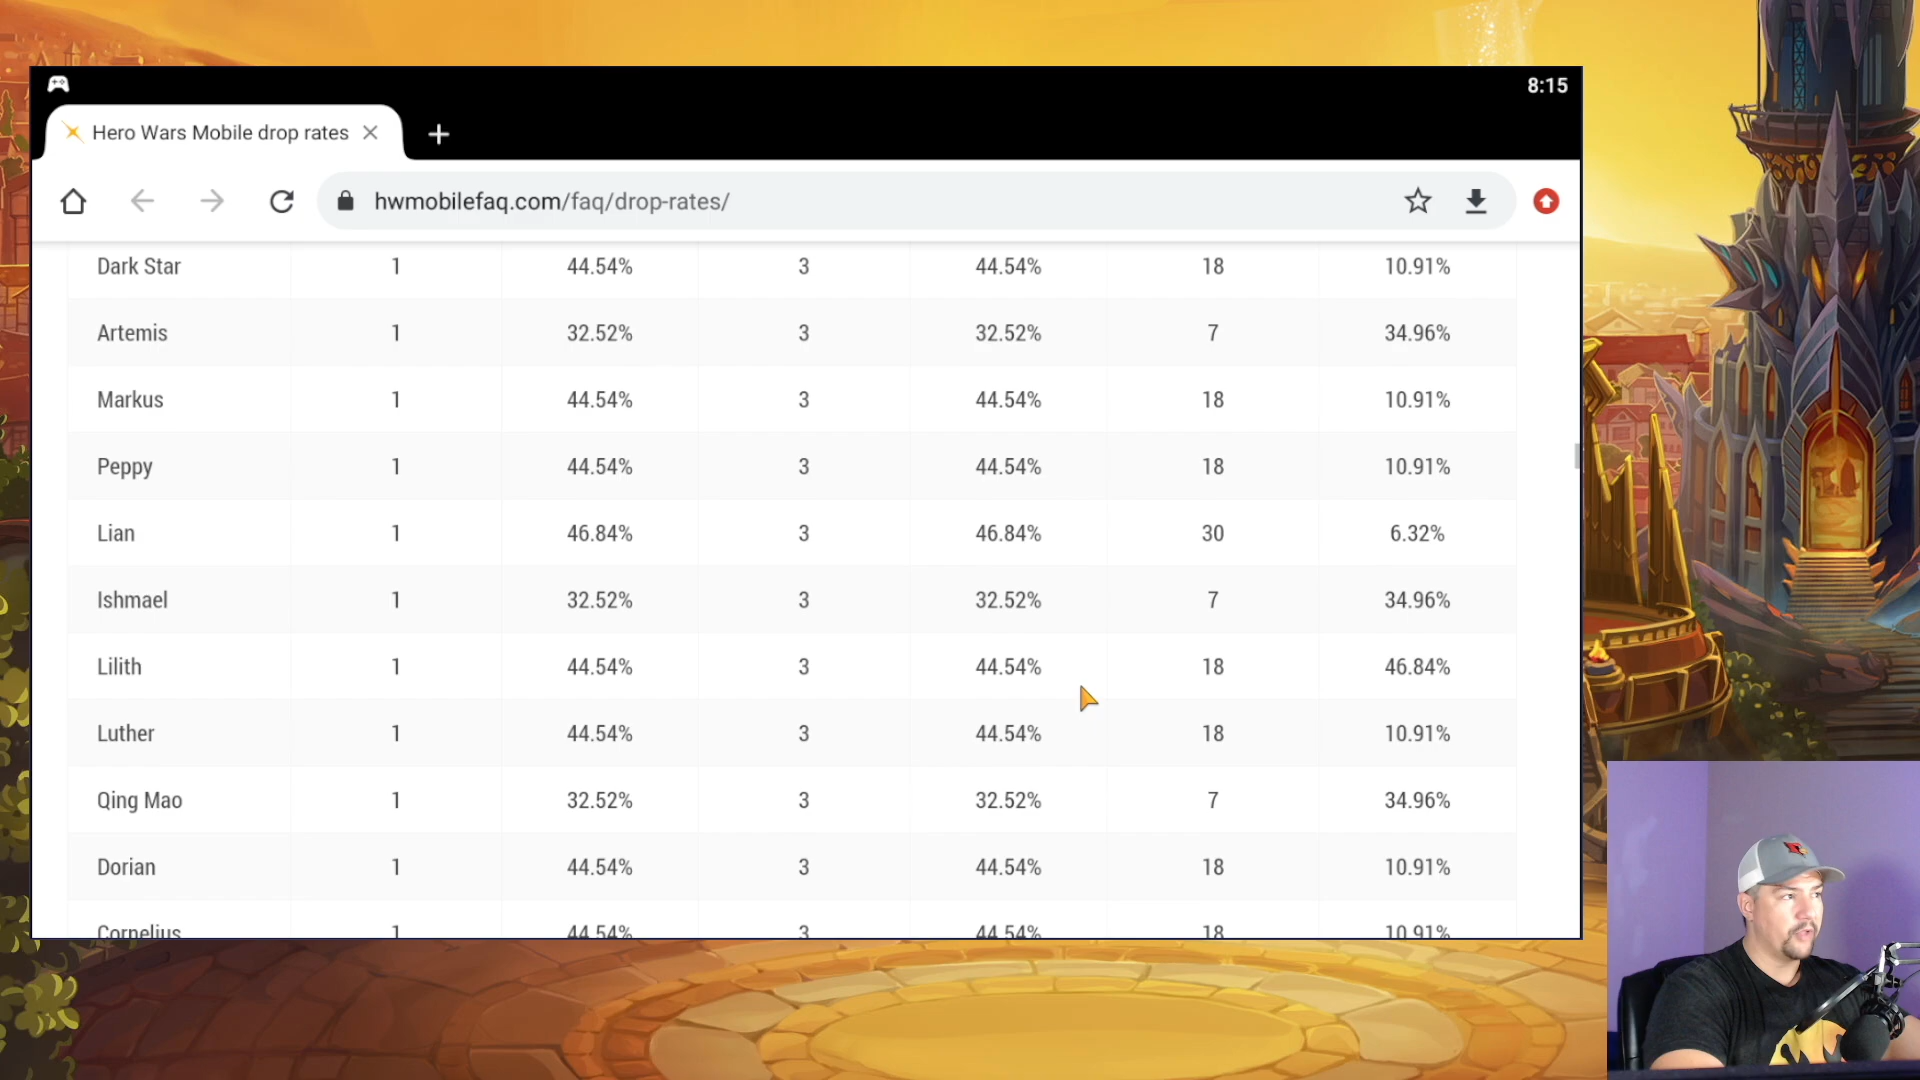 8:15
Hero Wars Mobile drop rates
hwmobilefaq.com/faq/drop-rates/
Dark Star 1 44.54% 3 44.54% 18 10.91%
Artemis 1 32.52% 3 32.52% 7 34.96%
Markus 1 44.54% 3 44.54% 18 10.91%
Peppy 1 44.54% 3 44.54% 18 10.91%
Lian 1 46.84% 3 46.84% 30 6.32%
Ishmael 1 32.52% 3 32.52% 7 34.96%
Lilith 1 44.54% 3 44.54% 18 46.84%
Luther 1 44.54% 3 44.54% 18 10.91%
Qing Mao 1 32.52% 3 32.52% 7 34.96%
Dorian 1 44.54% 3 44.54% 18 10.91%
Cornelius 1 44.54% 3 44.54% 18 10.91%